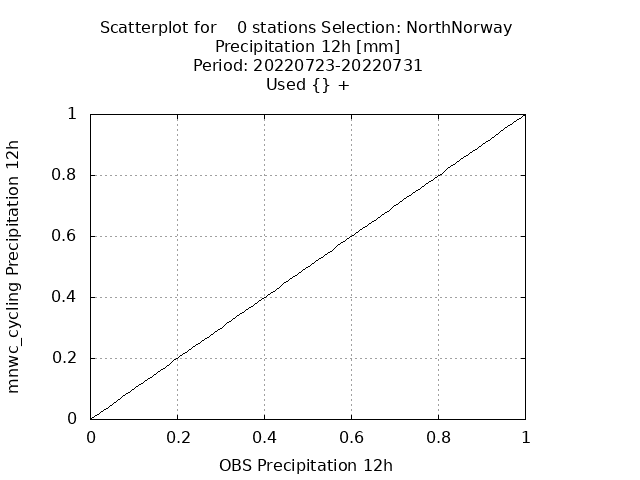 Scatterplot for    0 stations Selection: NorthNorway
Precipitation 12h [mm]
Period: 20220723-20220731
Used {} +
mnwc_cycling Precipitation 12h
1
0.8
0.6
0.4
0.2
0
0 0.2 0.4 0.6 0.8 1
OBS Precipitation 12h